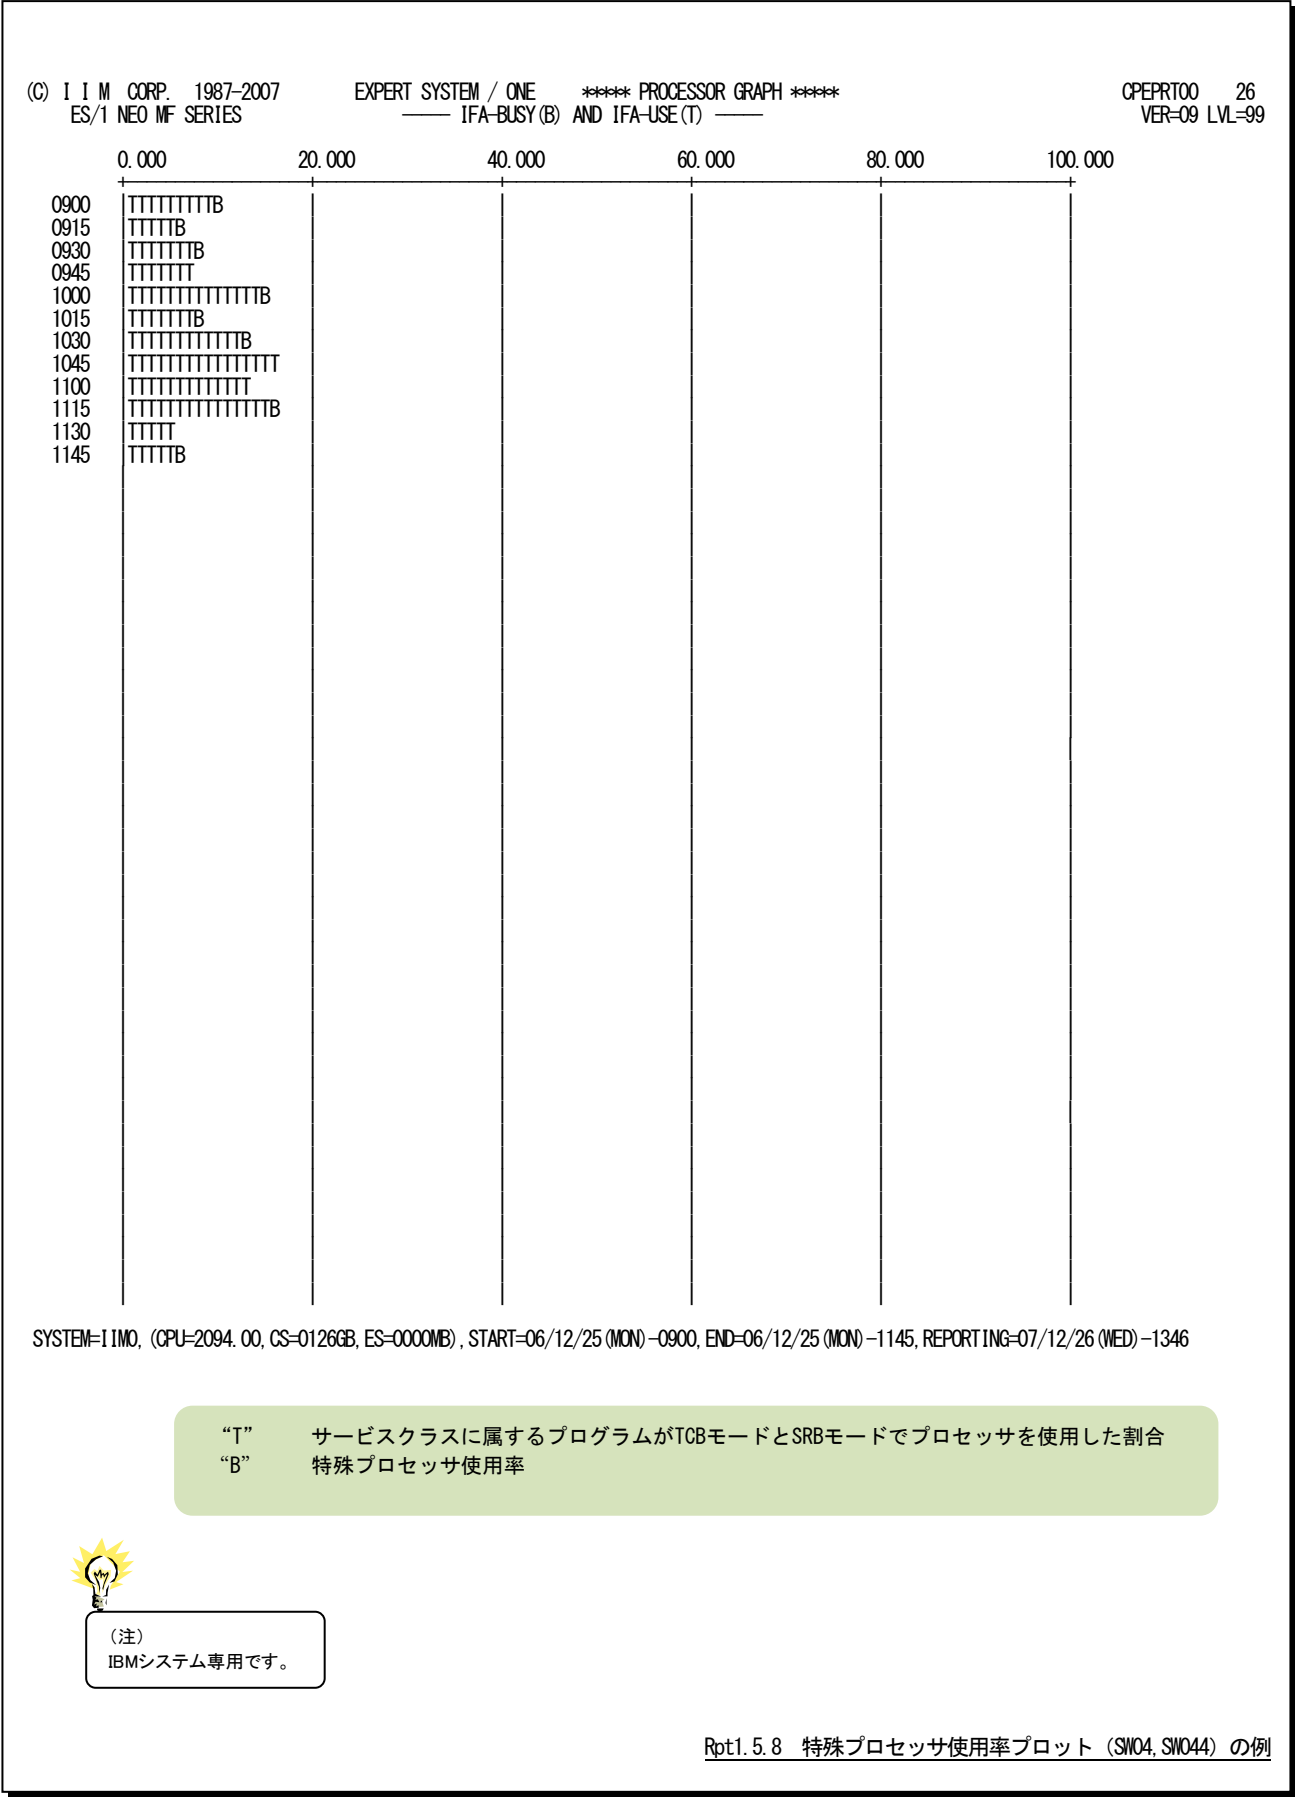 (C) I I M CORP. 1987-2007 EXPERT SYSTEM / ONE ***** PROCESSOR GRAPH ***** CPEPRT00 26
ES/1 NEO MF SERIES ----- IFA-BUSY(B) AND IFA-USE(T) ----- VER=09 LVL=99
0.000 20.000 40.000 60.000 80.000 100.000
0900 |TTTTTTTTTB
0915 |TTTTTB
0930 |TTTTTTTB
0945 |TTTTTTT
1000 |TTTTTTTTTTTTTTB
1015 |TTTTTTTB
1030 |TTTTTTTTTTTTB
1045 |TTTTTTTTTTTTTTTT
1100 |TTTTTTTTTTTTT
1115 |TTTTTTTTTTTTTTTB
1130 |TTTTT
1145 |TTTTTB
SYSTEM=IIM0,(CPU=2094.00,CS=0126GB,ES=0000MB),START=06/12/25(MON)-0900,END=06/12/25(MON)-1145,REPORTING=07/12/26(WED)-1346
“T” サービスクラスに属するプログラムがTCBモードとSRBモードでプロセッサを使用した割合
“B” 特殊プロセッサ使用率
（注）
IBMシステム専用です。
Rpt1.5.8 特殊プロセッサ使用率プロット（SW04,SW044）の例